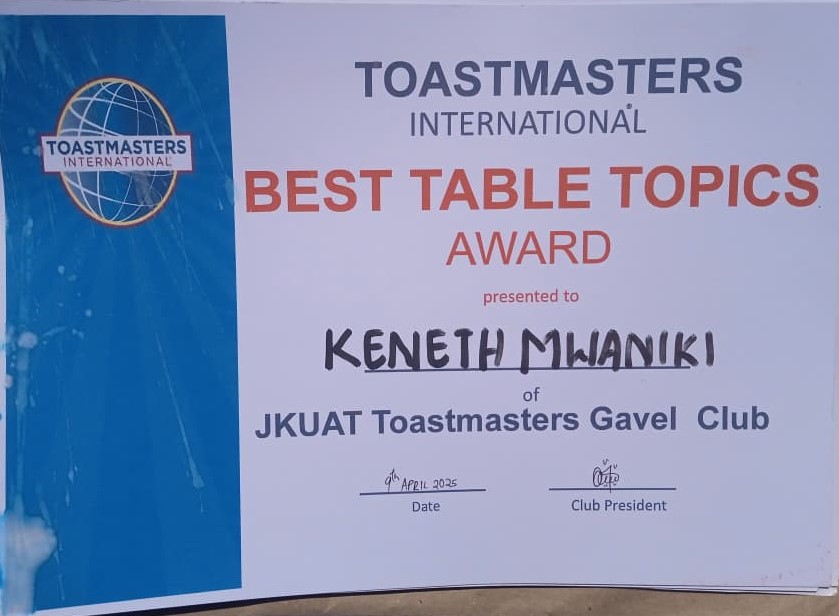 TOASTMASTERS
INTERNATIONAL
TOASTMASTERS
INTERNATIONAL
BEST TABLE TOPICS
AWARD
presented to
KENETH MWANIKI
of
JKUAT Toastmasters Gavel Club
9th APRIL 2025
Date
Club President